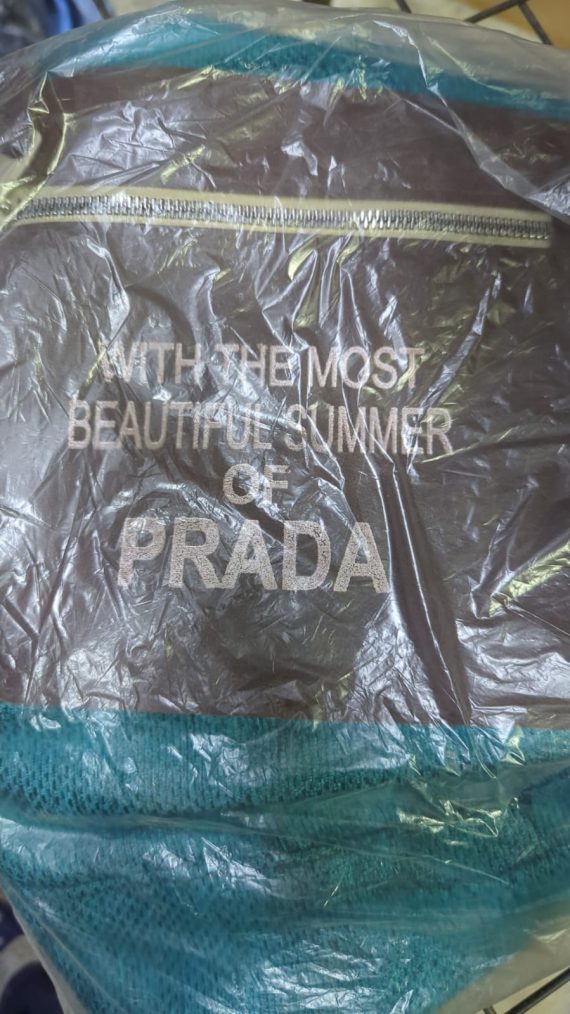 WITH THE MOST
BEAUTIFUL SUMMER
OF
PRADA